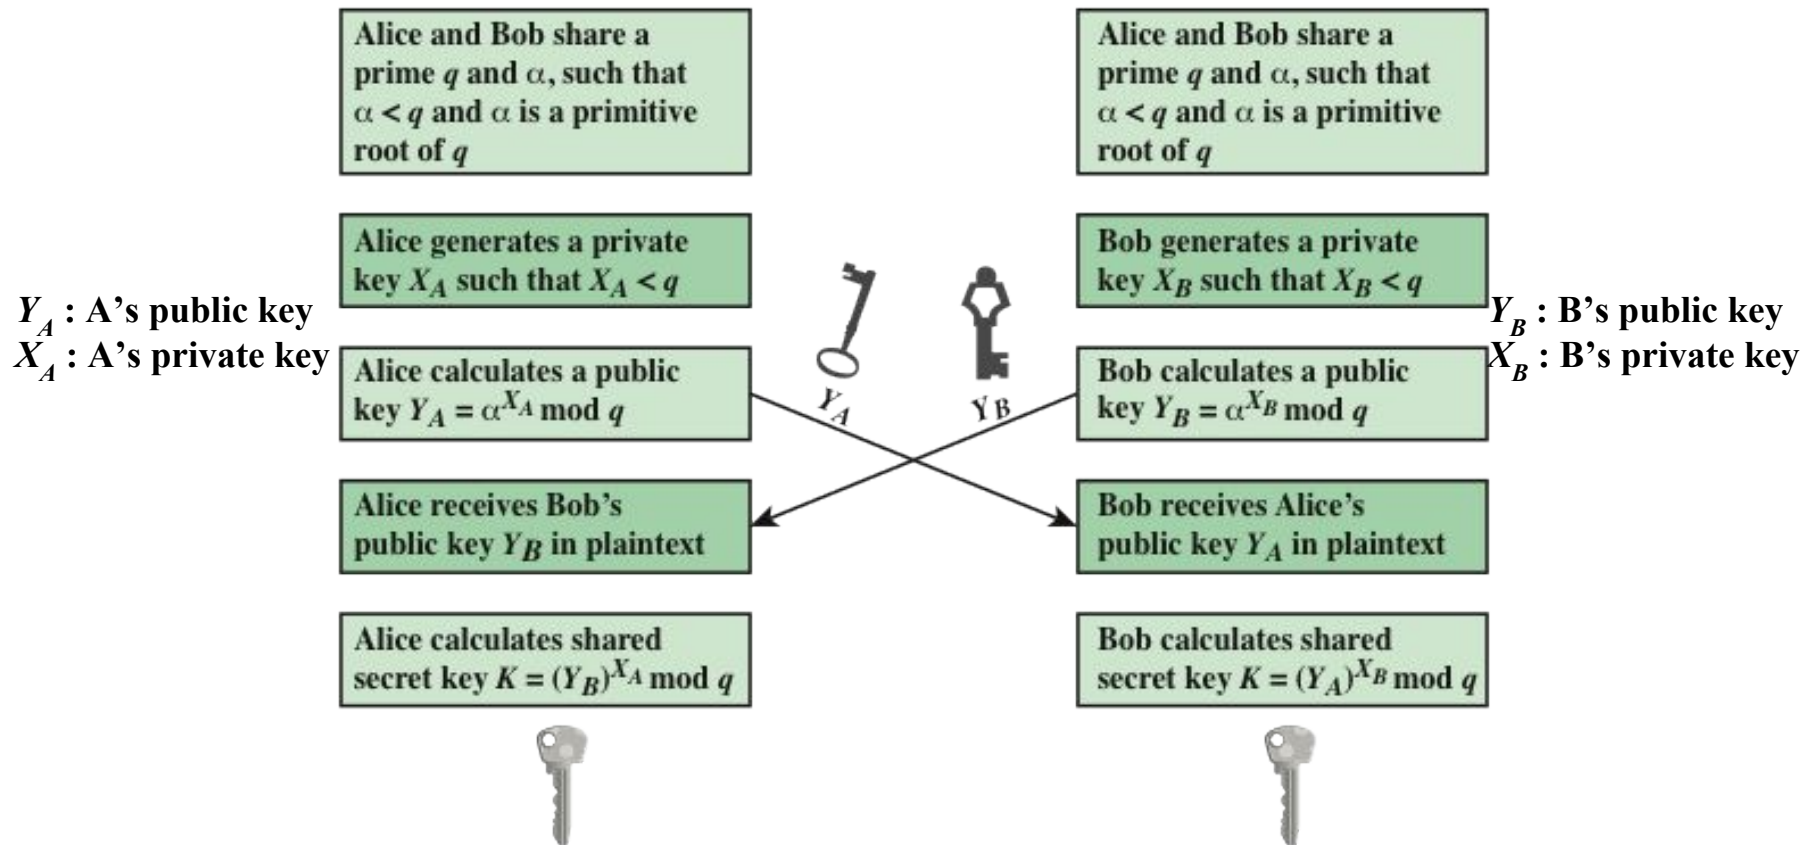 Alice and Bob share a
prime q and α, such that
α < q and α is a primitive
root of q
Alice and Bob share a
prime q and α, such that
α < q and α is a primitive
root of q
Alice generates a private
key X_A such that X_A < q
Bob generates a private
key X_B such that X_B < q
Y_A : A’s public key
X_A : A’s private key
Y_B : B’s public key
X_B : B’s private key
Alice calculates a public
key Y_A = α^{X_A} mod q
Y_A
Y_B
Bob calculates a public
key Y_B = α^{X_B} mod q
Alice receives Bob’s
public key Y_B in plaintext
Bob receives Alice’s
public key Y_A in plaintext
Alice calculates shared
secret key K = (Y_B)^{X_A} mod q
Bob calculates shared
secret key K = (Y_A)^{X_B} mod q